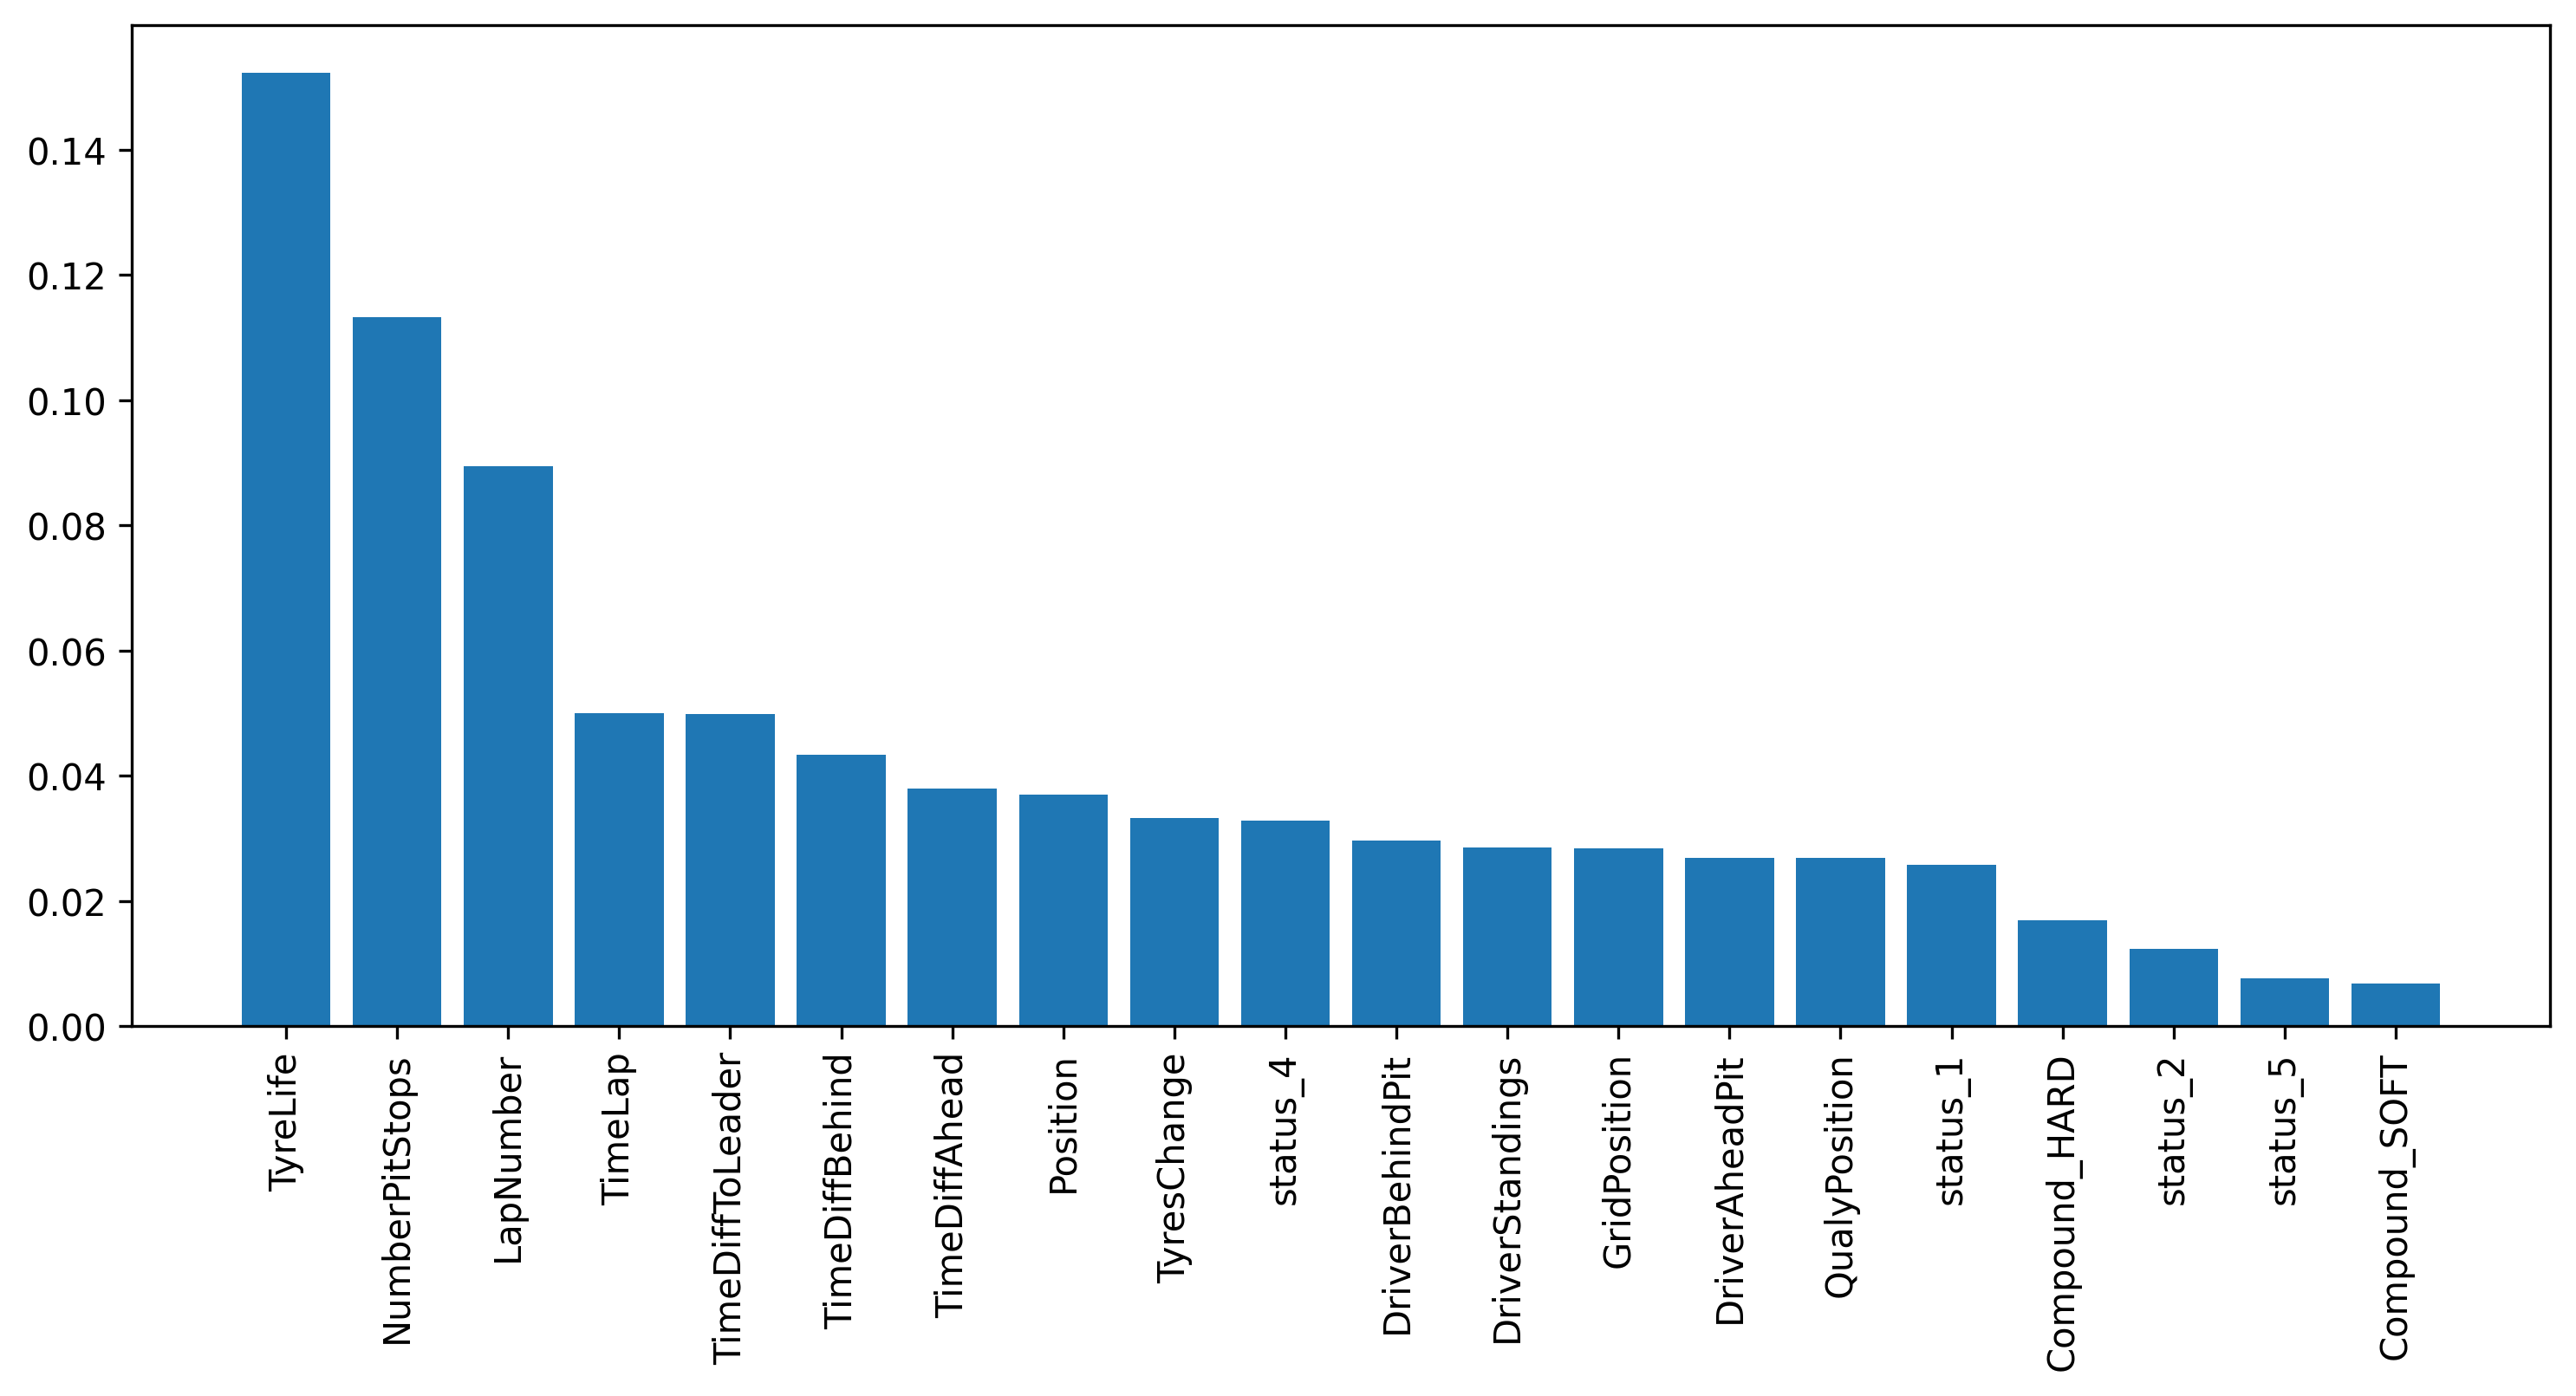 0.14
0.12
0.10
0.08
0.06
0.04
0.02
0.00
TyreLife
NumberPitStops
LapNumber
TimeLap
TimeDiffToLeader
TimeDiffBehind
TimeDiffAhead
Position
TyresChange
status_4
DriverBehindPit
DriverStandings
GridPosition
DriverAheadPit
QualyPosition
status_1
Compound_HARD
status_2
status_5
Compound_SOFT